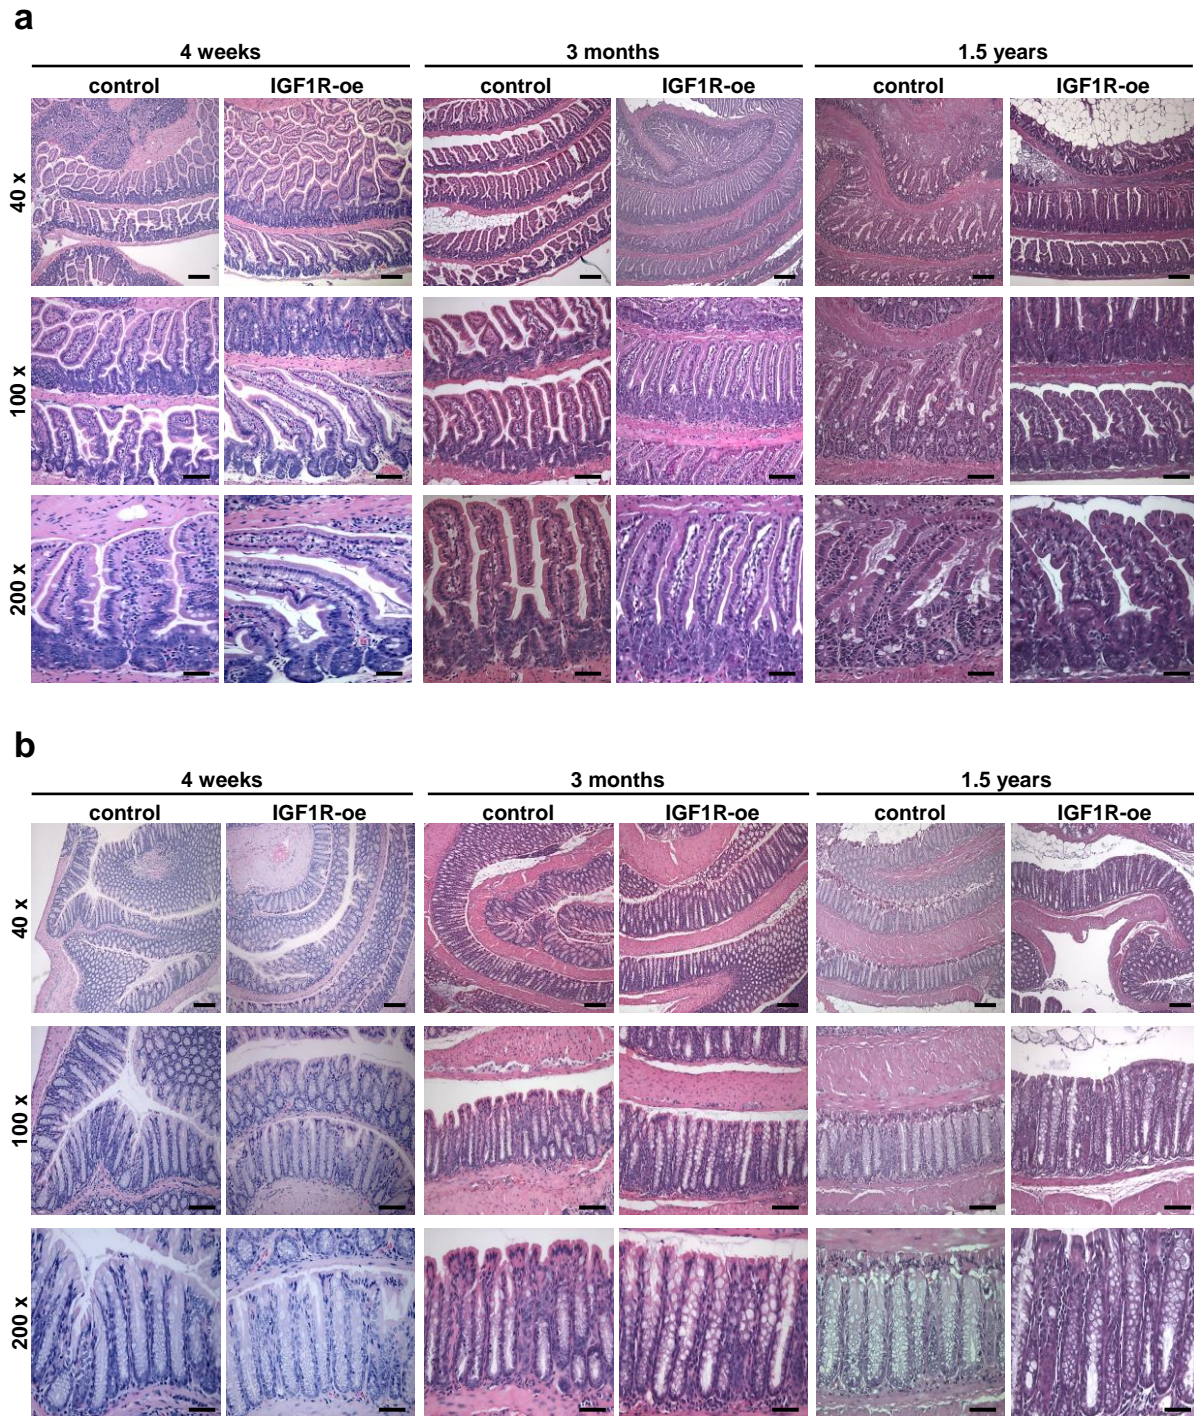 a
4 weeks 3 months 1.5 years
control IGF1R-oe control IGF1R-oe control IGF1R-oe
40 x
100 x
200 x
b
4 weeks 3 months 1.5 years
control IGF1R-oe control IGF1R-oe control IGF1R-oe
40 x
100 x
200 x